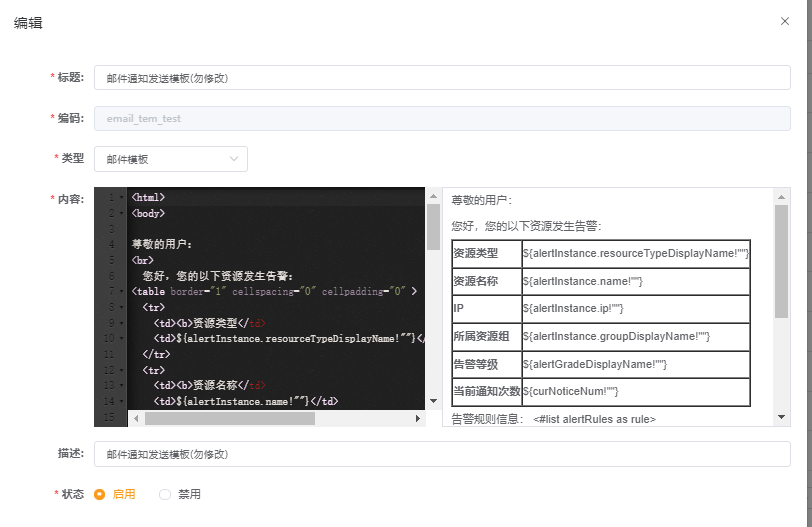 编辑
* 标题: 邮件通知发送模板(勿修改)
* 编码: email_tem_test
* 类型 邮件模板
* 内容:
1 <html>
2 <body>
3
4 尊敬的用户:
5 <br>
6 您好，您的以下资源发生告警:
7 <table border="1" cellspacing="0" cellpadding="0" >
8 <tr>
9 <td><b>资源类型</td>
10 <td>${alertInstance.resourceTypeDisplayName!""}</
11 </tr>
12 <tr>
13 <td><b>资源名称</td>
14 <td>${alertInstance.name!""}</td>
15
尊敬的用户:
您好，您的以下资源发生告警:
资源类型 ${alertInstance.resourceTypeDisplayName!""}
资源名称 ${alertInstance.name!""}
IP ${alertInstance.ip!""}
所属资源组 ${alertInstance.groupDisplayName!""}
告警等级 ${alertGradeDisplayName!""}
当前通知次数 ${curNoticeNum!""}
告警规则信息: <#list alertRules as rule>
描述: 邮件通知发送模板(勿修改)
* 状态 启用 禁用